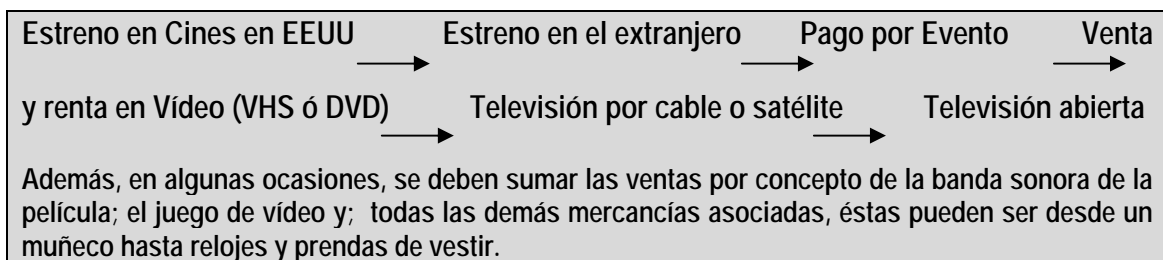 Estreno en Cines en EEUU Estreno en el extranjero Pago por Evento Venta
y renta en Vídeo (VHS ó DVD) Televisión por cable o satélite Televisión abierta
Además, en algunas ocasiones, se deben sumar las ventas por concepto de la banda sonora de la
película; el juego de vídeo y; todas las demás mercancías asociadas, éstas pueden ser desde un
muñeco hasta relojes y prendas de vestir.